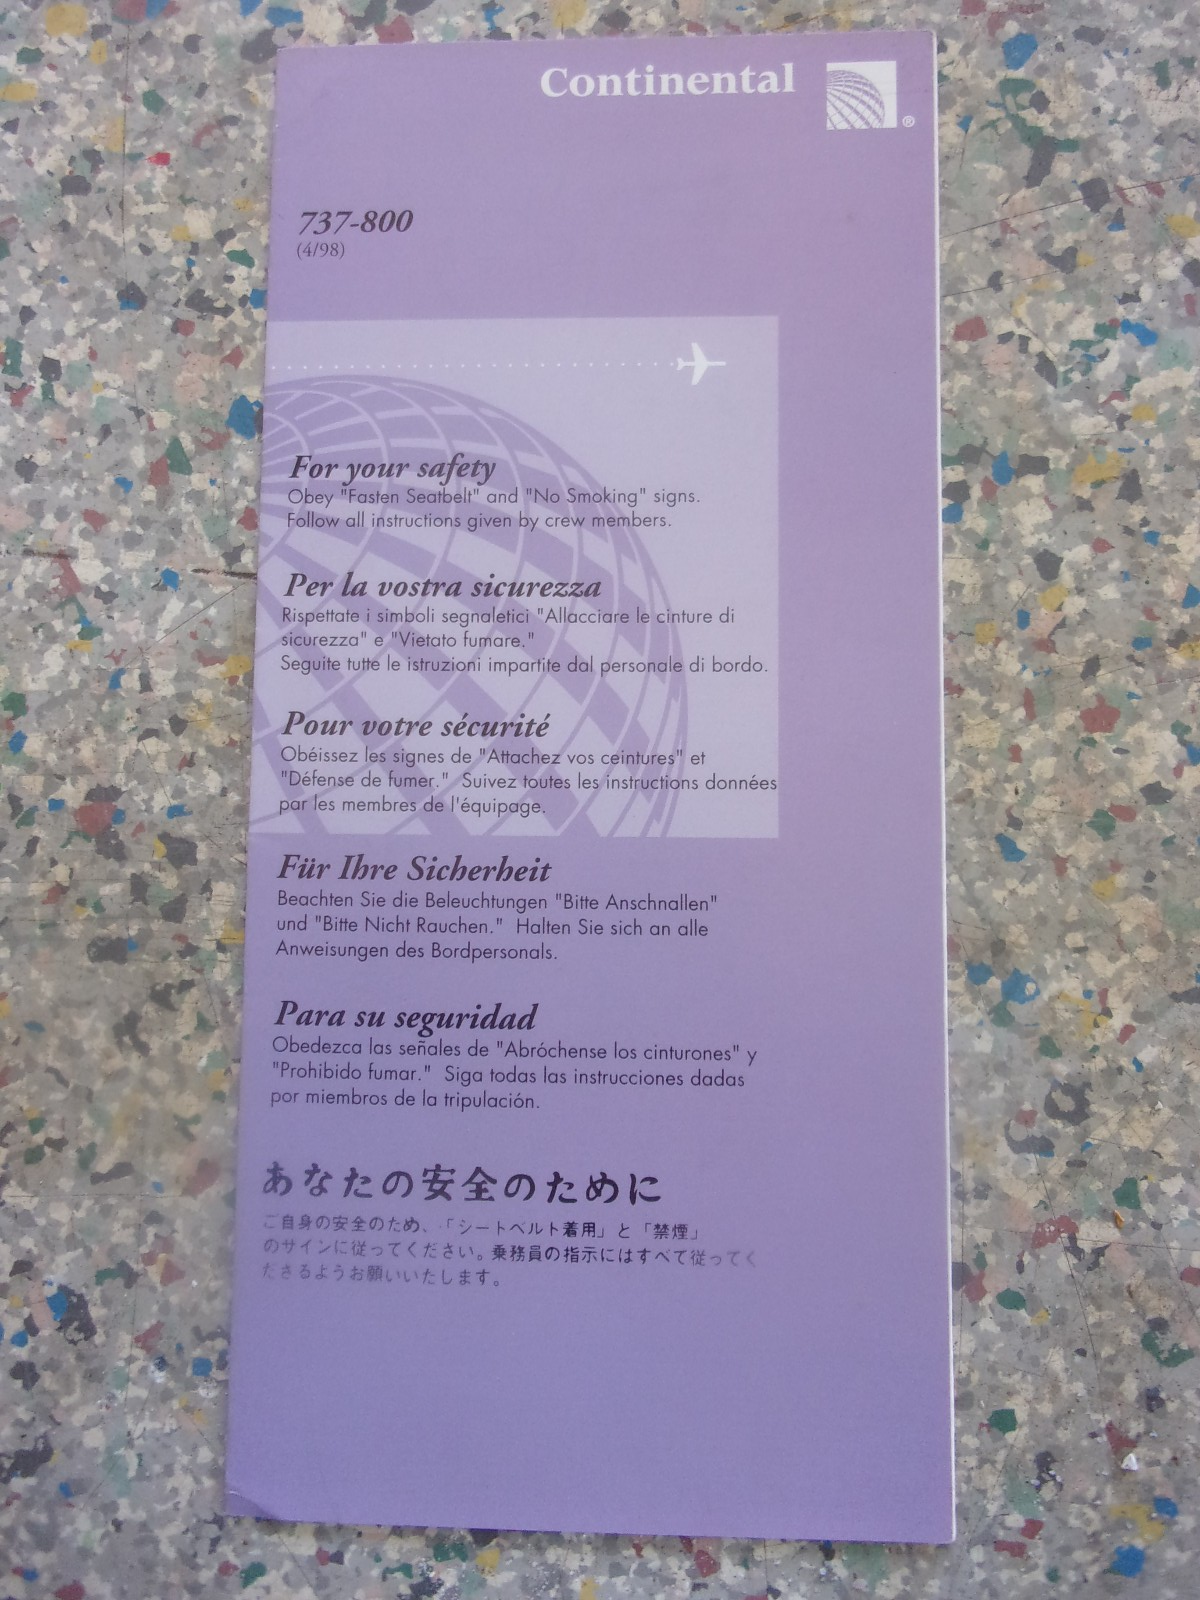 Continental
®
737-800
(4/98)
For your safety
Obey "Fasten Seatbelt" and "No Smoking" signs.
Follow all instructions given by crew members.
Per la vostra sicurezza
Rispettate i simboli segnaletici "Allacciare le cinture di
sicurezza" e "Vietato fumare."
Seguite tutte le istruzioni impartite dal personale di bordo.
Pour votre sécurité
Obéissez les signes de "Attachez vos ceintures" et
"Défense de fumer." Suivez toutes les instructions données
par les membres de l'équipage.
Für Ihre Sicherheit
Beachten Sie die Beleuchtungen "Bitte Anschnallen"
und "Bitte Nicht Rauchen." Halten Sie sich an alle
Anweisungen des Bordpersonals.
Para su seguridad
Obedezca las señales de "Abróchense los cinturones" y
"Prohibido fumar." Siga todas las instrucciones dadas
por miembros de la tripulación.
あなたの安全のために
ご自身の安全のため、「シートベルト着用」と「禁煙」
のサインに従ってください。乗務員の指示にはすべて従ってく
ださるようお願いいたします。